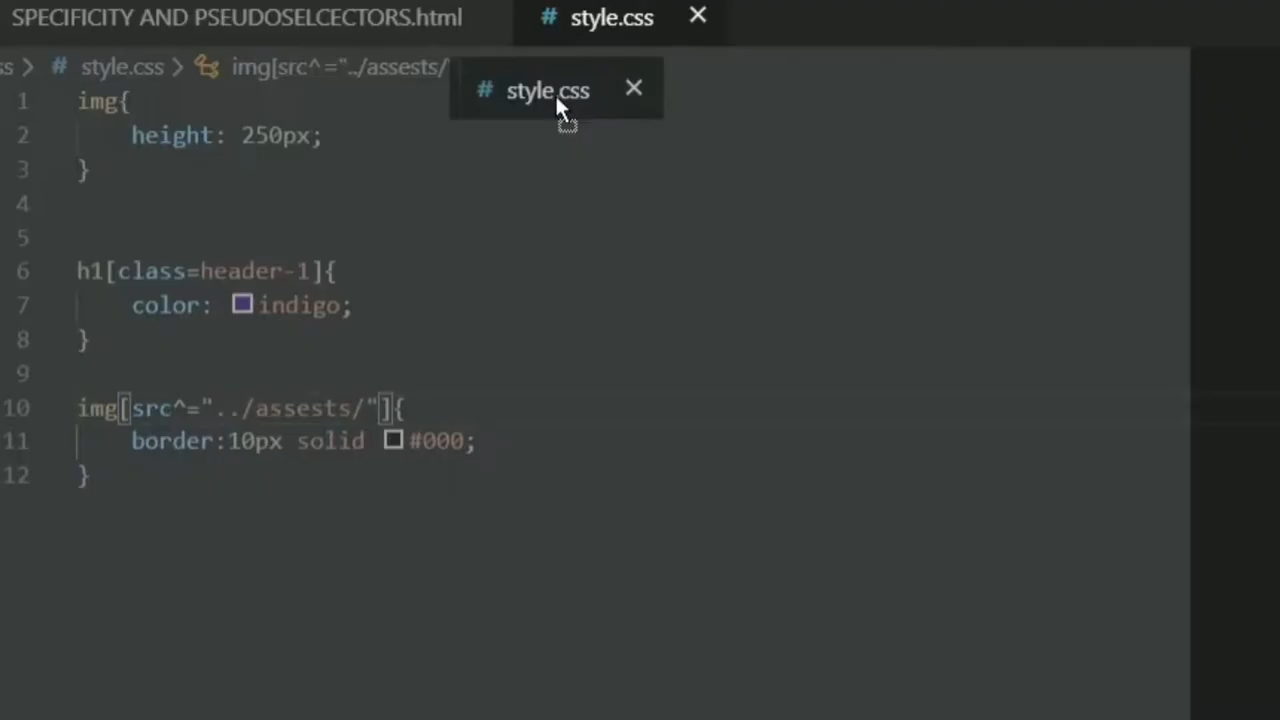 SPECIFICITY AND PSEUDOSELCECTORS.html
# style.css ×
ss > # style.css > img[src^="../assests/"
# style.css ×
1 img{
2 height: 250px;
3 }
4
5
6 h1[class=header-1]{
7 color: indigo;
8 }
9
10 img[src^="../assests/"]{
11 border:10px solid #000;
12 }